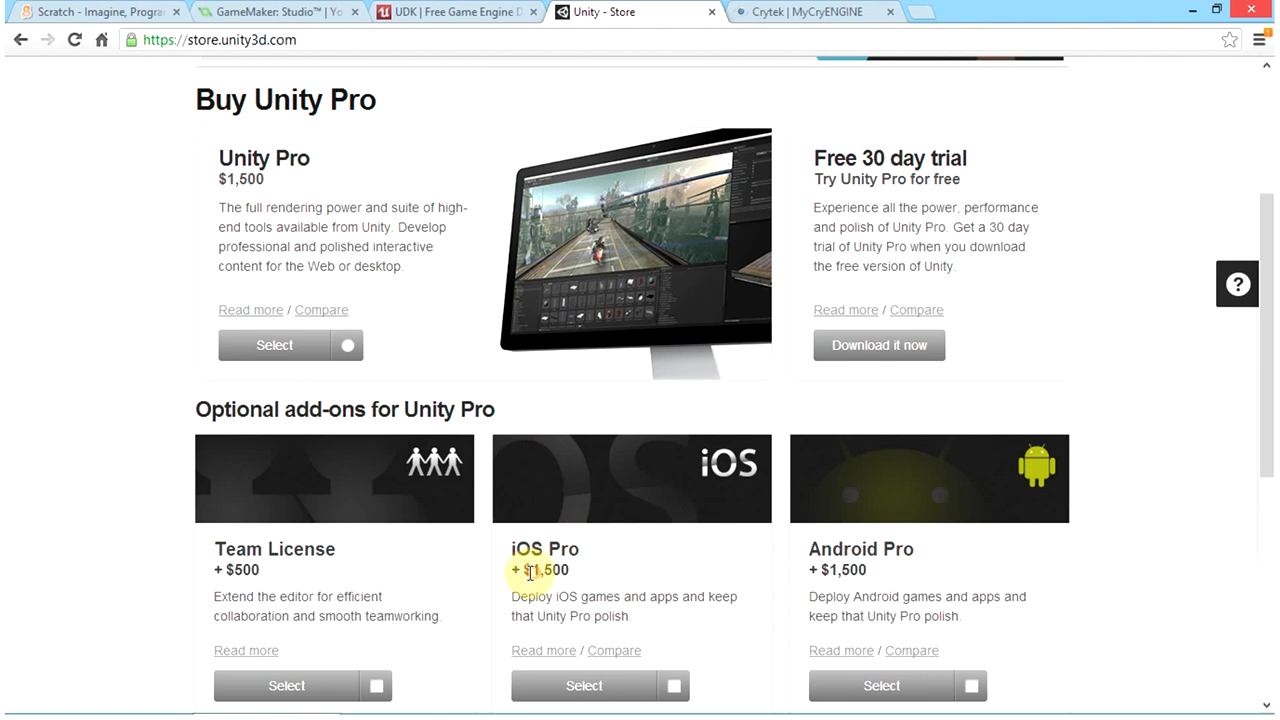 Scratch - Imagine, Progra
GameMaker: Studio™ | Yo
UDK | Free Game Engine D
Unity - Store
Crytek | MyCryENGINE
https://store.unity3d.com
Buy Unity Pro
Unity Pro
$1,500
The full rendering power and suite of high-
end tools available from Unity. Develop
professional and polished interactive
content for the Web or desktop.
Read more / Compare
Select
Free 30 day trial
Try Unity Pro for free
Experience all the power, performance
and polish of Unity Pro. Get a 30 day
trial of Unity Pro when you download
the free version of Unity.
Read more / Compare
Download it now
?
Optional add-ons for Unity Pro
Team License
+ $500
Extend the editor for efficient
collaboration and smooth teamworking.
Read more
Select
iOS
iOS Pro
+ $1,500
Deploy iOS games and apps and keep
that Unity Pro polish.
Read more / Compare
Select
Android Pro
+ $1,500
Deploy Android games and apps and
keep that Unity Pro polish.
Read more / Compare
Select